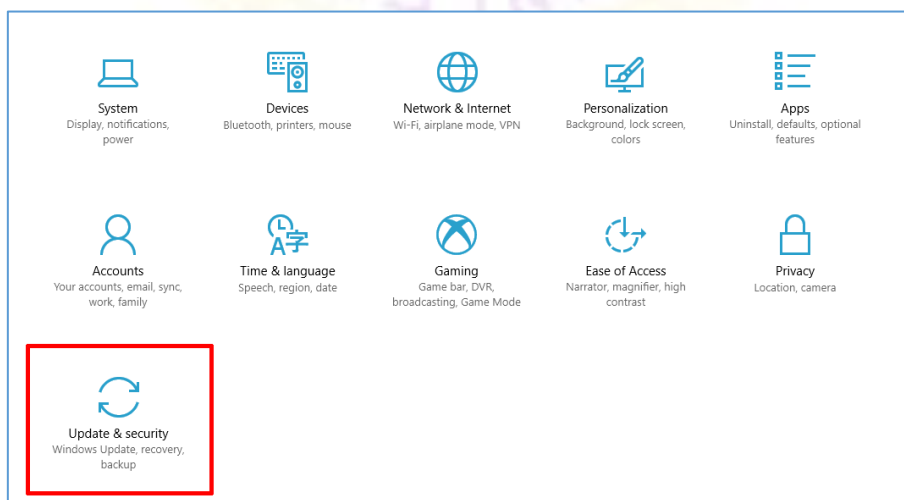 System
Display, notifications,
power
Devices
Bluetooth, printers, mouse
Network & Internet
Wi-Fi, airplane mode, VPN
Personalization
Background, lock screen,
colors
Apps
Uninstall, defaults, optional
features
Accounts
Your accounts, email, sync,
work, family
Time & language
Speech, region, date
Gaming
Game bar, DVR,
broadcasting, Game Mode
Ease of Access
Narrator, magnifier, high
contrast
Privacy
Location, camera
Update & security
Windows Update, recovery,
backup